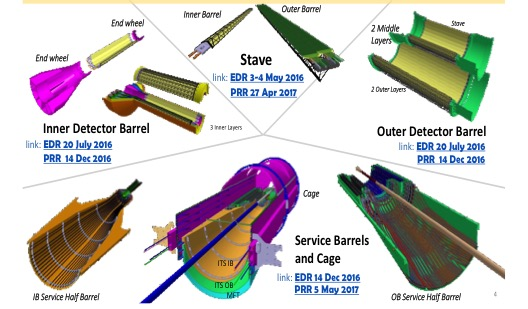 End wheel
End wheel
Inner Barrel
Outer Barrel
Stave
link: EDR 3-4 May 2016
PRR 27 Apr 2017
2 Middle
Layers
Stave
2 Outer Layers
3 Inner Layers
Inner Detector Barrel
link: EDR 20 July 2016
PRR 14 Dec 2016
Outer Detector Barrel
link: EDR 20 July 2016
PRR 14 Dec 2016
Cage
Service Barrels
and Cage
link: EDR 14 Dec 2016
PRR 5 May 2017
ITS IB
ITS OB
MFT
IB Service Half Barrel
OB Service Half Barrel
4